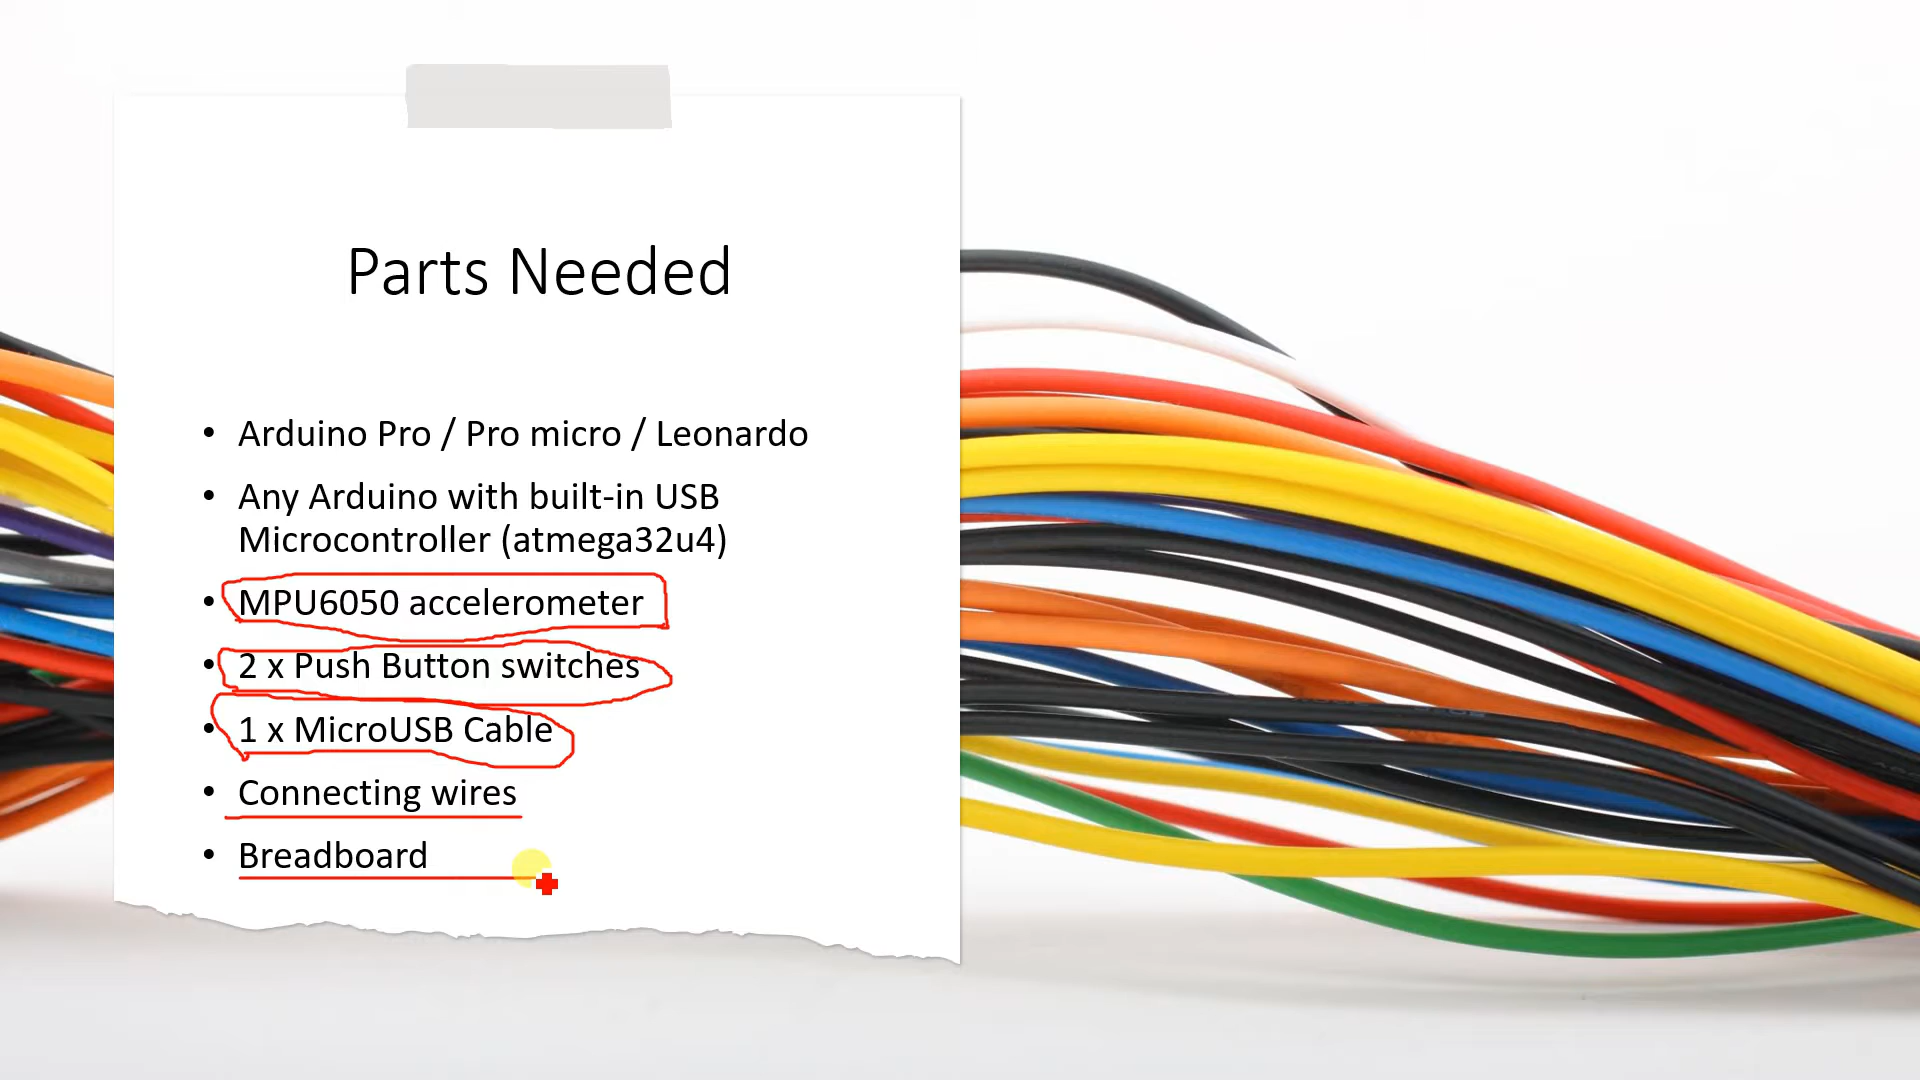 Parts Needed
• Arduino Pro / Pro micro / Leonardo
• Any Arduino with built-in USB
Microcontroller (atmega32u4)
• MPU6050 accelerometer
• 2 x Push Button switches
• 1 x MicroUSB Cable
• Connecting wires
• Breadboard